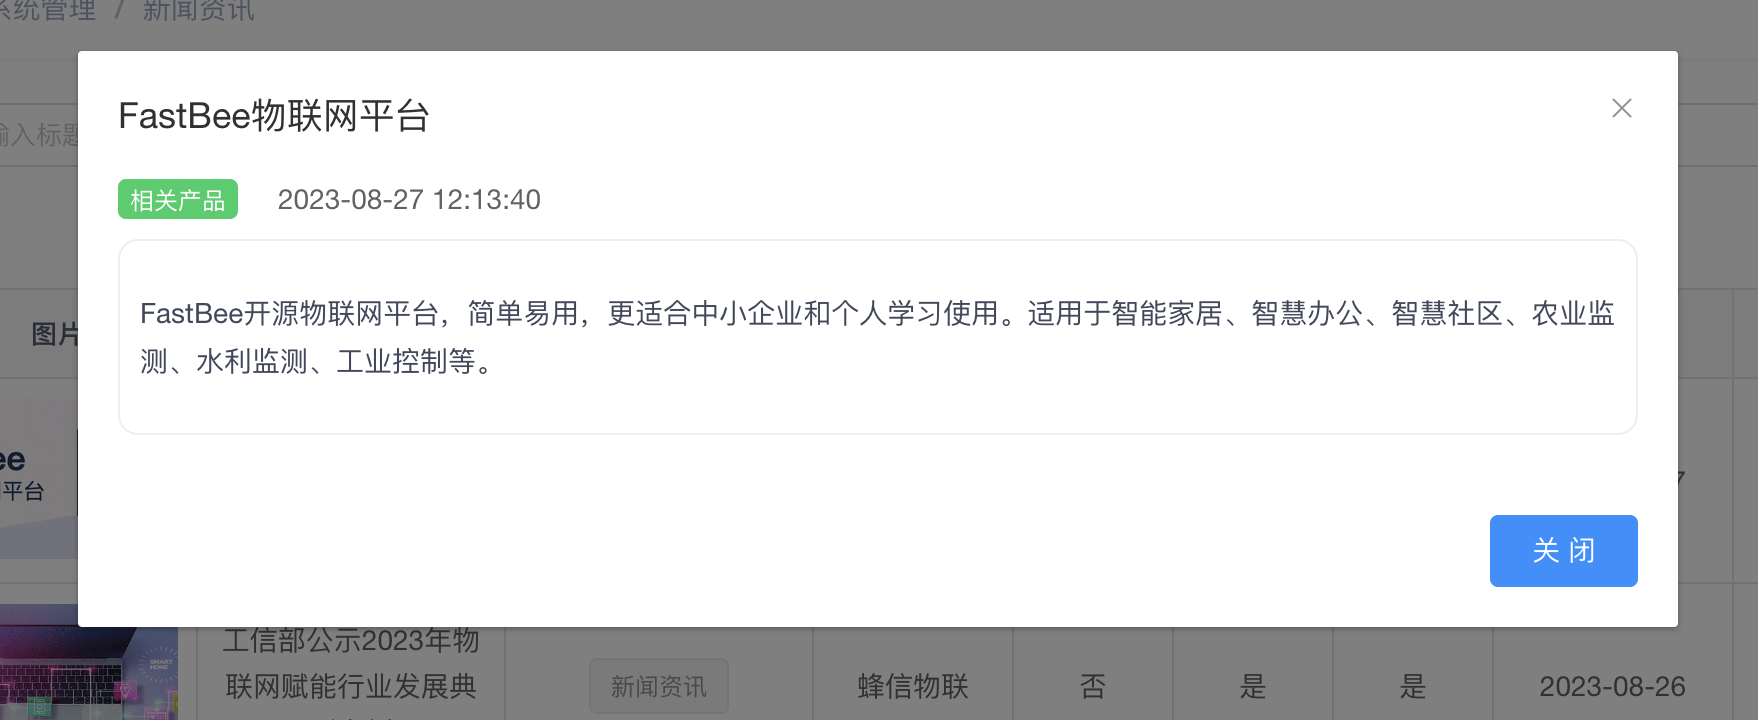 系统管理 / 新闻资讯
FastBee物联网平台
输入标题
相关产品 2023-08-27 12:13:40
FastBee开源物联网平台，简单易用，更适合中小企业和个人学习使用。适用于智能家居、智慧办公、智慧社区、农业监
测、水利监测、工业控制等。
图片
ee
平台
7
关 闭
工信部公示2023年物
联网赋能行业发展典
新闻资讯 蜂信物联 否 是 是 2023-08-26
SMART
HOME